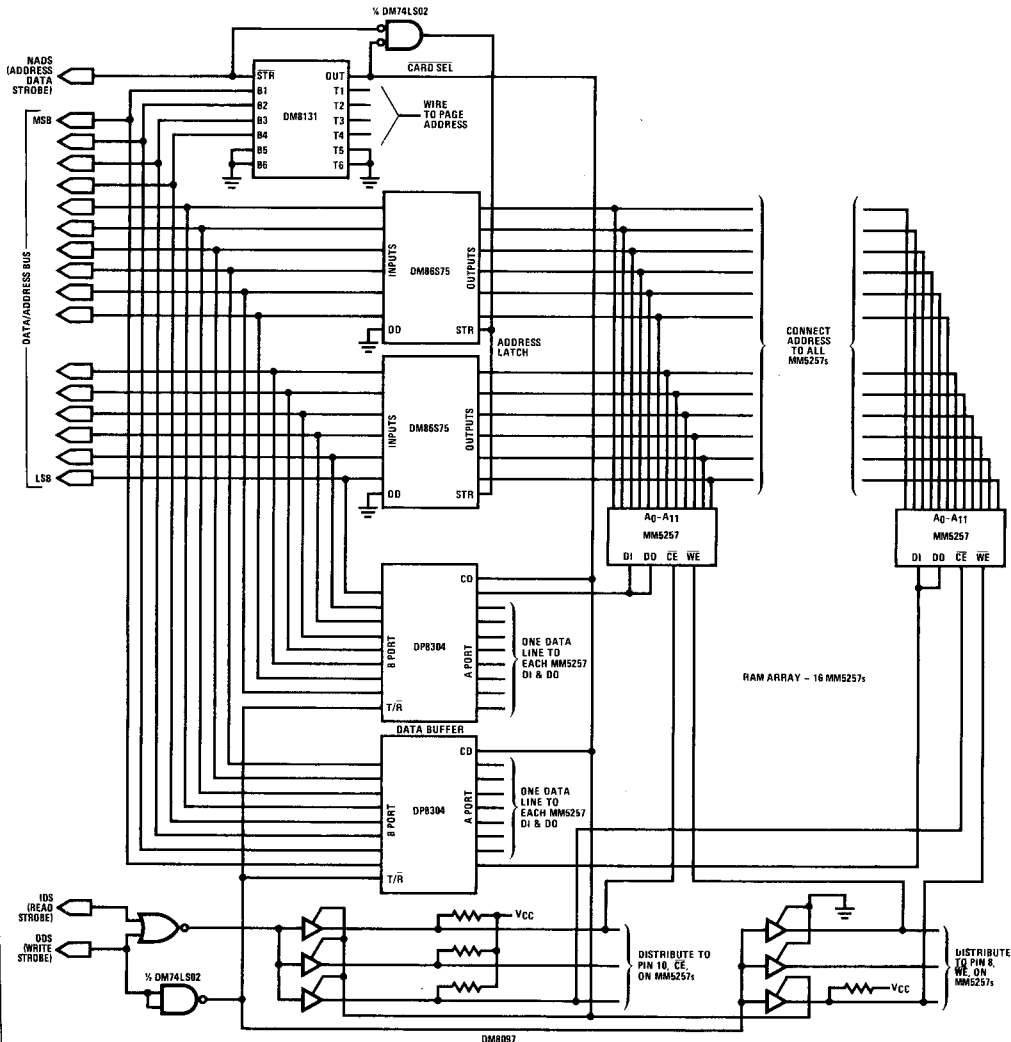 ¼ DM74LS02
NADS
(ADDRESS
DATA
STROBE)
STR
OUT
CARD SEL
B1
T1
B2
T2
MSB
B3
DM8131
T3
B4
T4
B5
T5
B6
T6
WIRE
TO PAGE
ADDRESS
DATA/ADDRESS BUS
INPUTS
DM86S75
OUTPUTS
OD
STR
ADDRESS
LATCH
INPUTS
DM86S75
OUTPUTS
OD
STR
LSB
CONNECT
ADDRESS
TO ALL
MM5257s
A0-A11
MM5257
DI DO CE WE
A0-A11
MM5257
DI DO CE WE
CD
B PORT
DP8304
A PORT
T/R
ONE DATA
LINE TO
EACH MM5257
DI & DO
RAM ARRAY – 16 MM5257s
DATA BUFFER
CD
B PORT
DP8304
A PORT
T/R
ONE DATA
LINE TO
EACH MM5257
DI & DO
IDS
(READ
STROBE)
ODS
(WRITE
STROBE)
½ DM74LS02
VCC
DISTRIBUTE TO
PIN 10, CE,
ON MM5257s
VCC
DISTRIBUTE
TO PIN 8,
WE, ON
MM5257s
DM8097